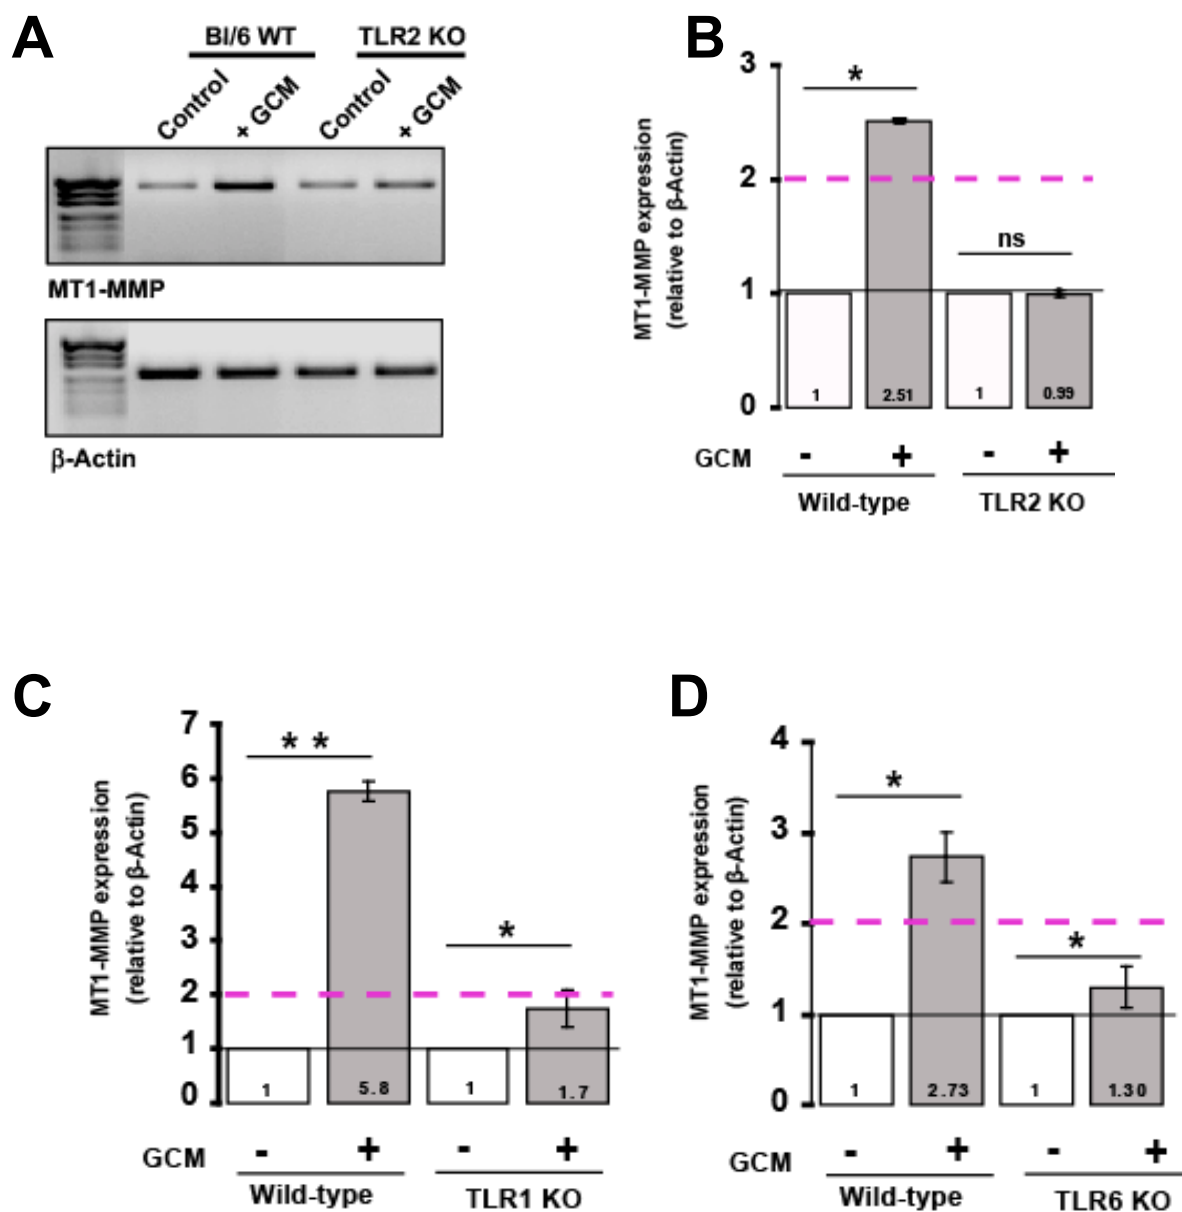 A
Bl/6 WT TLR2 KO
Control + GCM Control + GCM
MT1-MMP
β-Actin
B
MT1-MMP expression
(relative to β-Actin)
3
2
1
0
*
ns
1 2.51 1 0.99
GCM - + - +
Wild-type TLR2 KO
C
MT1-MMP expression
(relative to β-Actin)
7
6
5
4
3
2
1
0
* *
*
1 5.8 1 1.7
GCM - + - +
Wild-type TLR1 KO
D
MT1-MMP expression
(relative to β-Actin)
4
3
2
1
0
*
*
1 2.73 1 1.30
GCM - + - +
Wild-type TLR6 KO